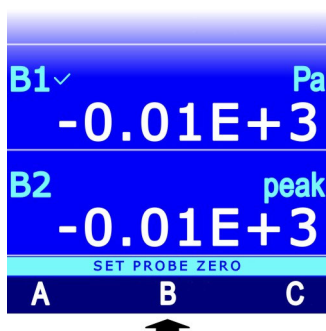 B1✓ Pa
-0.01E+3
B2 peak
-0.01E+3
SET PROBE ZERO
A B C